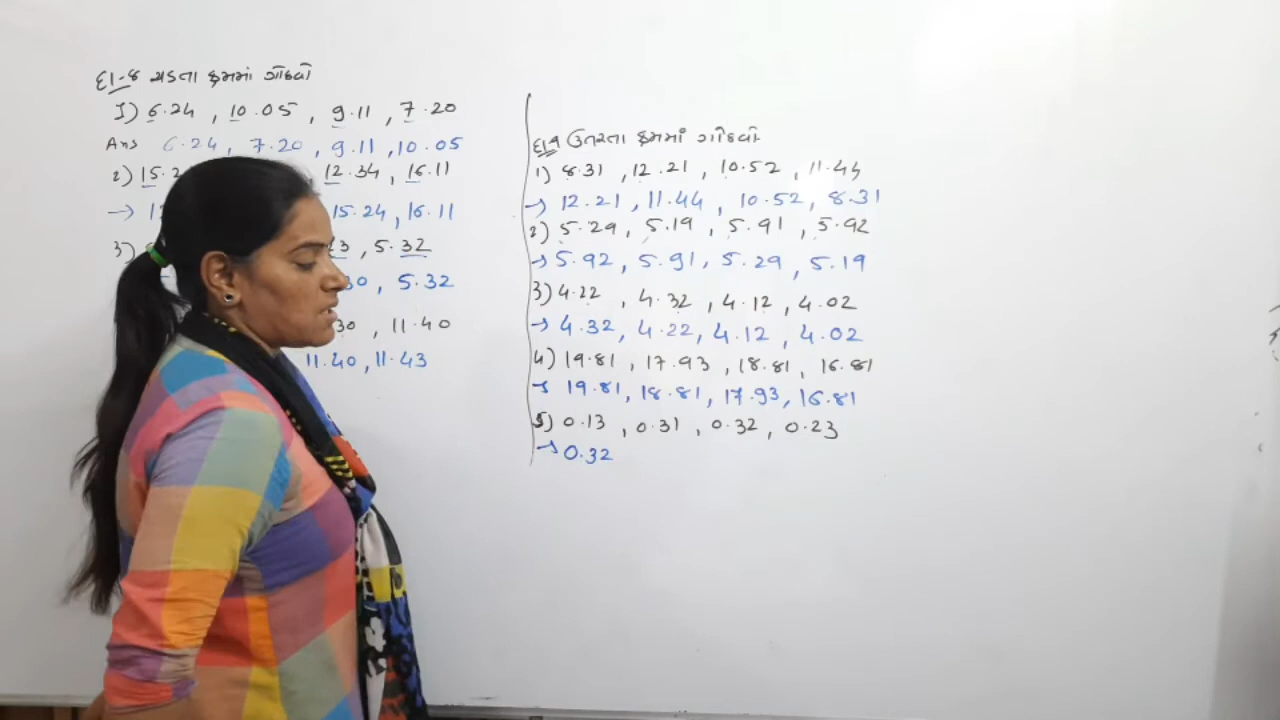 દા-૪ ચડતા ક્રમમાં ગોઠવો
1) 6.24 , 10.05 , 9.11 , 7.20
Ans 6.24 , 7.20 , 9.11 , 10.05
2) 15.2 12.34 , 16.11
→ 1 15.24 , 16.11
3) 3 , 5.32
30 , 5.32
30 , 11.40
11.40 , 11.43
દા-૫ ઉતરતા ક્રમમાં ગોઠવો
1) 8.31 , 12.21 , 10.52 , 11.44
→ 12.21 , 11.44 , 10.52 , 8.31
2) 5.29 , 5.19 , 5.91 , 5.92
→ 5.92 , 5.91 , 5.29 , 5.19
3) 4.22 , 4.32 , 4.12 , 4.02
→ 4.32 , 4.22 , 4.12 , 4.02
4) 19.81 , 17.93 , 18.81 , 16.81
→ 19.81 , 18.81 , 17.93 , 16.81
5) 0.13 , 0.31 , 0.32 , 0.23
→ 0.32